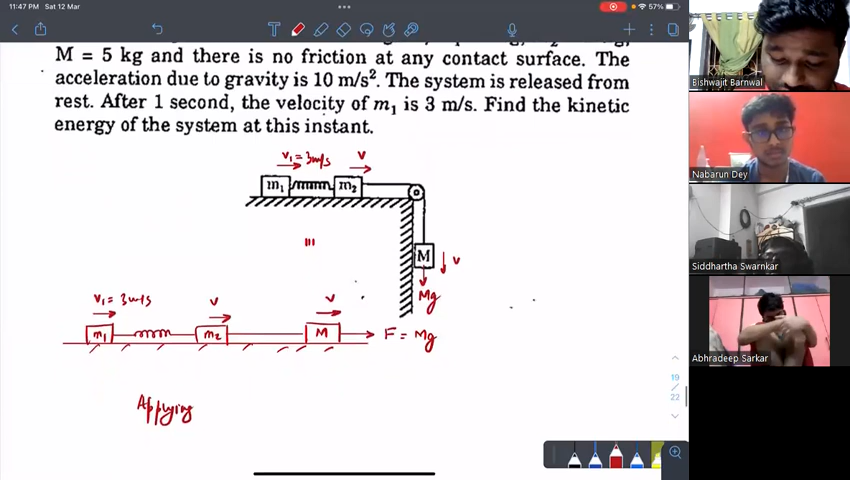 11:47 PM Sat 12 Mar
57%
M = 5 kg and there is no friction at any contact surface. The
acceleration due to gravity is 10 m/s². The system is released from
rest. After 1 second, the velocity of m₁ is 3 m/s. Find the kinetic
energy of the system at this instant.
v₁ = 3m/s v
m₁ m₂
M
v
Mg
v₁ = 3m/s v v
m₁ m₂ M F = Mg
Applying
19
/
22
Bishwajit Barnwal
Nabarun Dey
Siddhartha Swarnkar
Abhradeep Sarkar